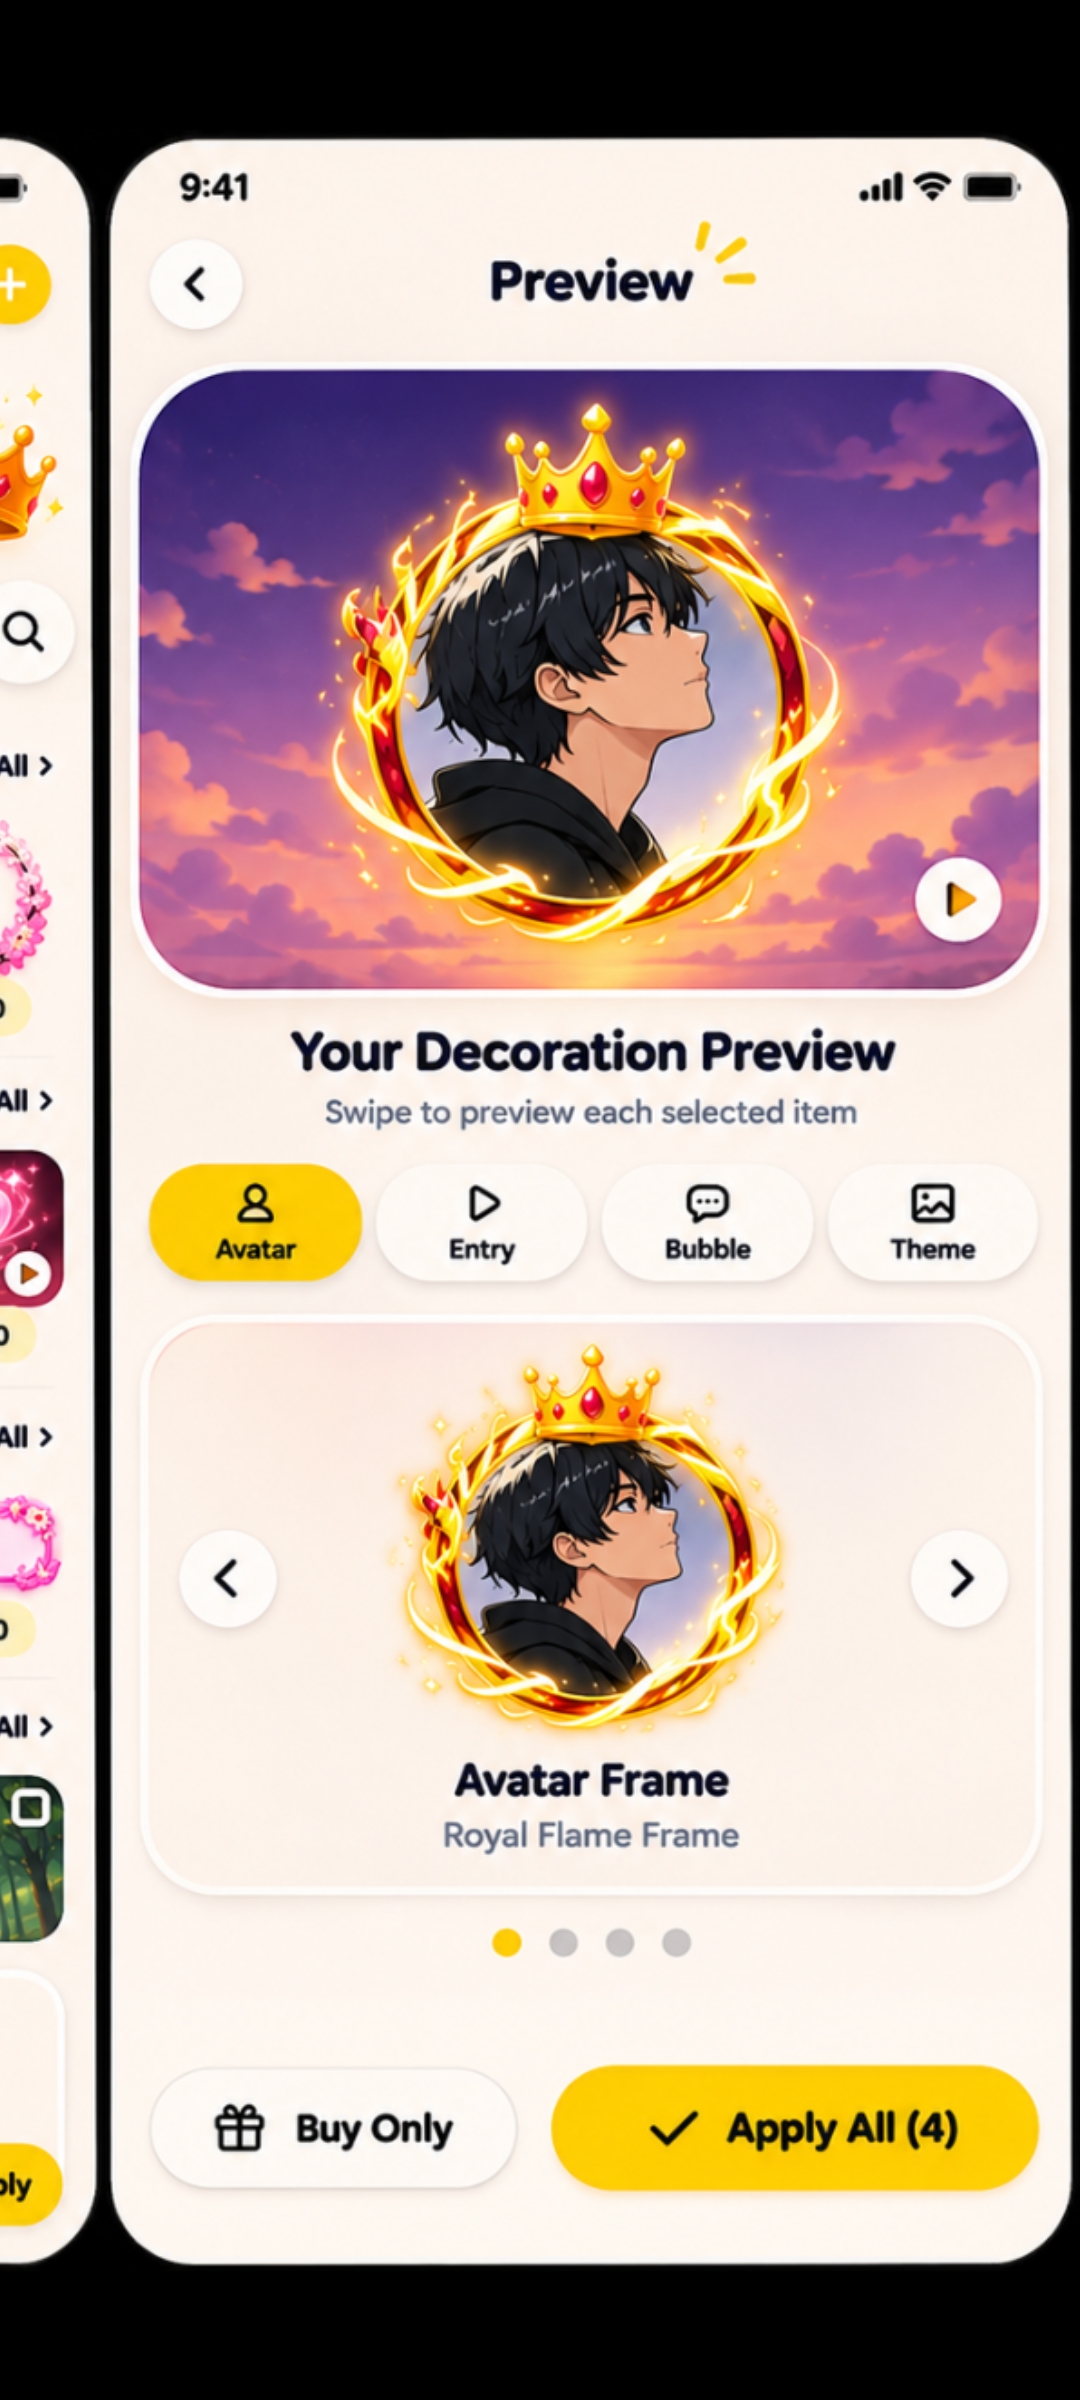 9:41
Preview
All
All
All
All
Your Decoration Preview
Swipe to preview each selected item
Avatar
Entry
Bubble
Theme
Avatar Frame
Royal Flame Frame
Buy Only
Apply All (4)